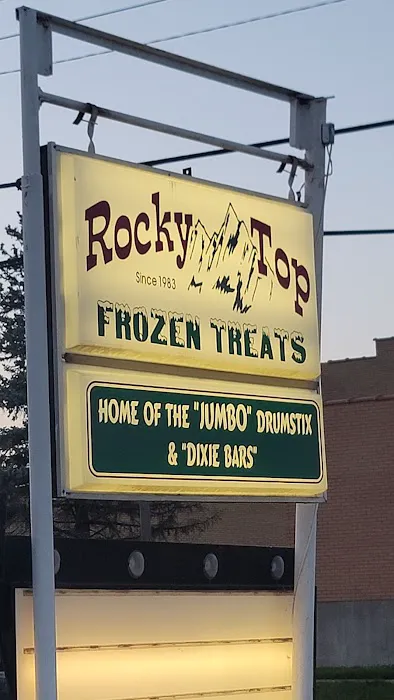 Rocky Top
Since 1983
FROZEN TREATS
HOME OF THE "JUMBO" DRUMSTIX
& "DIXIE BARS"